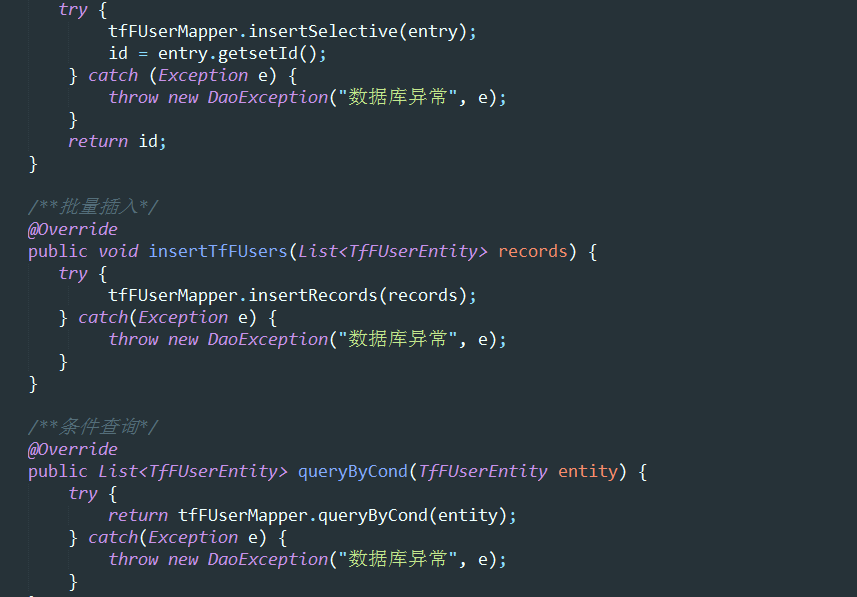 try {
tfFUserMapper.insertSelective(entry);
id = entry.getsetId();
} catch (Exception e) {
throw new DaoException("数据库异常", e);
}
return id;
}
/**批量插入*/
@Override
public void insertTfFUsers(List<TfFUserEntity> records) {
try {
tfFUserMapper.insertRecords(records);
} catch(Exception e) {
throw new DaoException("数据库异常", e);
}
}
/**条件查询*/
@Override
public List<TfFUserEntity> queryByCond(TfFUserEntity entity) {
try {
return tfFUserMapper.queryByCond(entity);
} catch(Exception e) {
throw new DaoException("数据库异常", e);
}